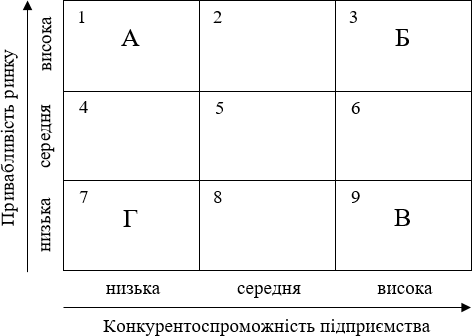 Привабливість ринку
висока
середня
низька
1
А
2
3
Б
4
5
6
7
Г
8
9
В
низька
середня
висока
Конкурентоспроможність підприємства